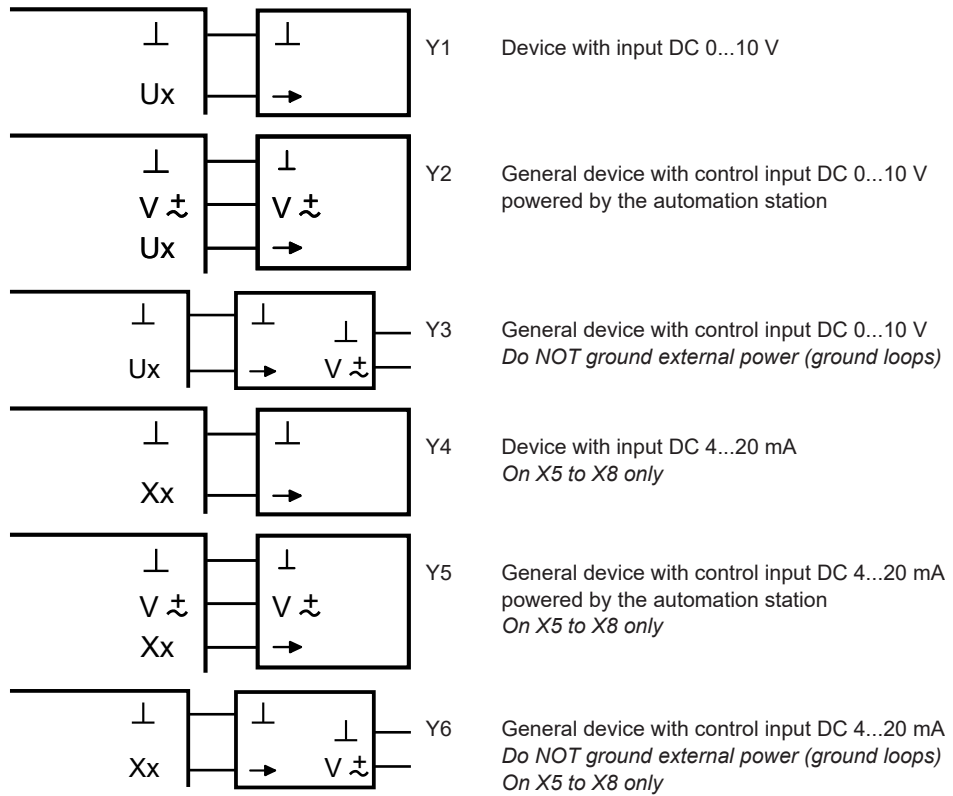 ⊥ ⊥ Y1 Device with input DC 0...10 V
Ux →
⊥ ⊥ Y2 General device with control input DC 0...10 V
V ≂ V ≂ powered by the automation station
Ux →
⊥ ⊥ ⊥ Y3 General device with control input DC 0...10 V
Ux → V ≂ Do NOT ground external power (ground loops)
⊥ ⊥ Y4 Device with input DC 4...20 mA
On X5 to X8 only
Xx →
⊥ ⊥ Y5 General device with control input DC 4...20 mA
V ≂ V ≂ powered by the automation station
Xx → On X5 to X8 only
⊥ ⊥ ⊥ Y6 General device with control input DC 4...20 mA
Do NOT ground external power (ground loops)
Xx → V ≂ On X5 to X8 only